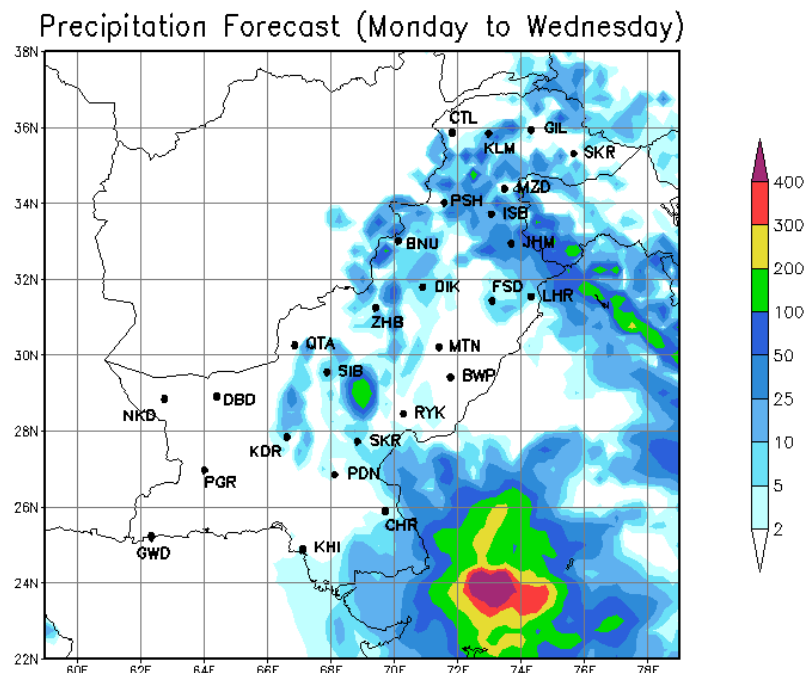 Precipitation Forecast (Monday to Wednesday)
38N
36N
34N
32N
30N
28N
26N
24N
22N
CTL
KLM
GIL
SKR
MZD
PSH
ISB
BNU
JHM
DIK
FSD
LHR
ZHB
QTA
MTN
SIB
BWP
NKD
DBD
RYK
KDR
SKR
PGR
PDN
CHR
GWD
KHI
60E
62E
64E
66E
68E
70E
72E
74E
76E
78E
400
300
200
100
50
25
10
5
2